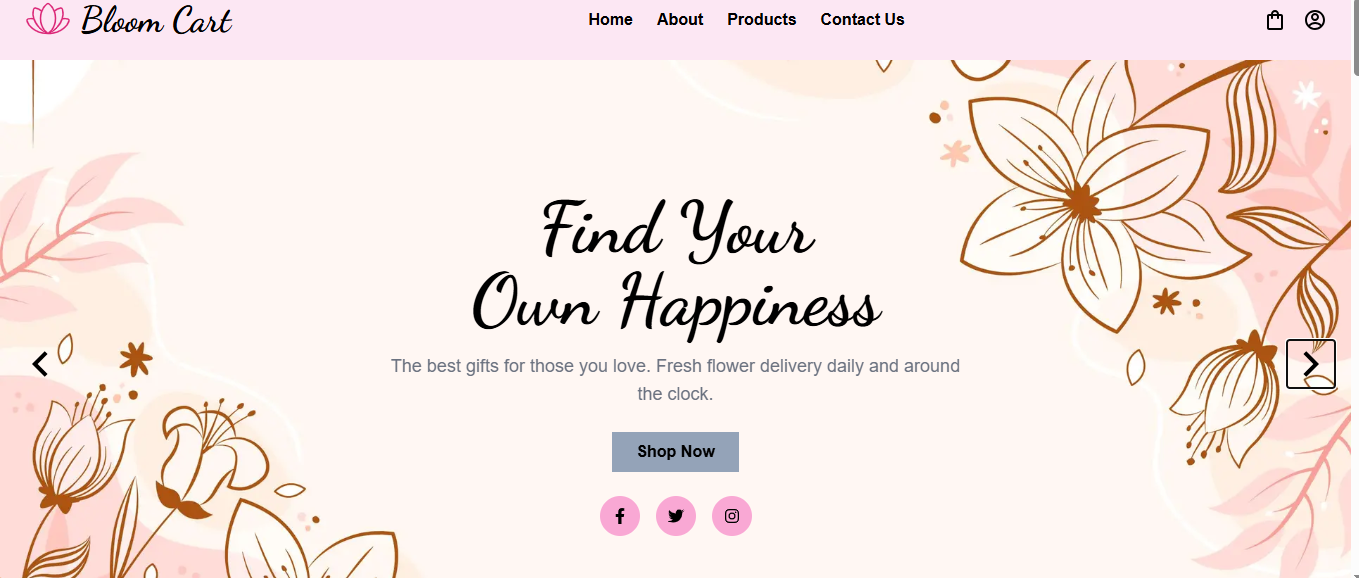 Bloom Cart
Home About Products Contact Us
Find Your
Own Happiness
The best gifts for those you love. Fresh flower delivery daily and around
the clock.
Shop Now